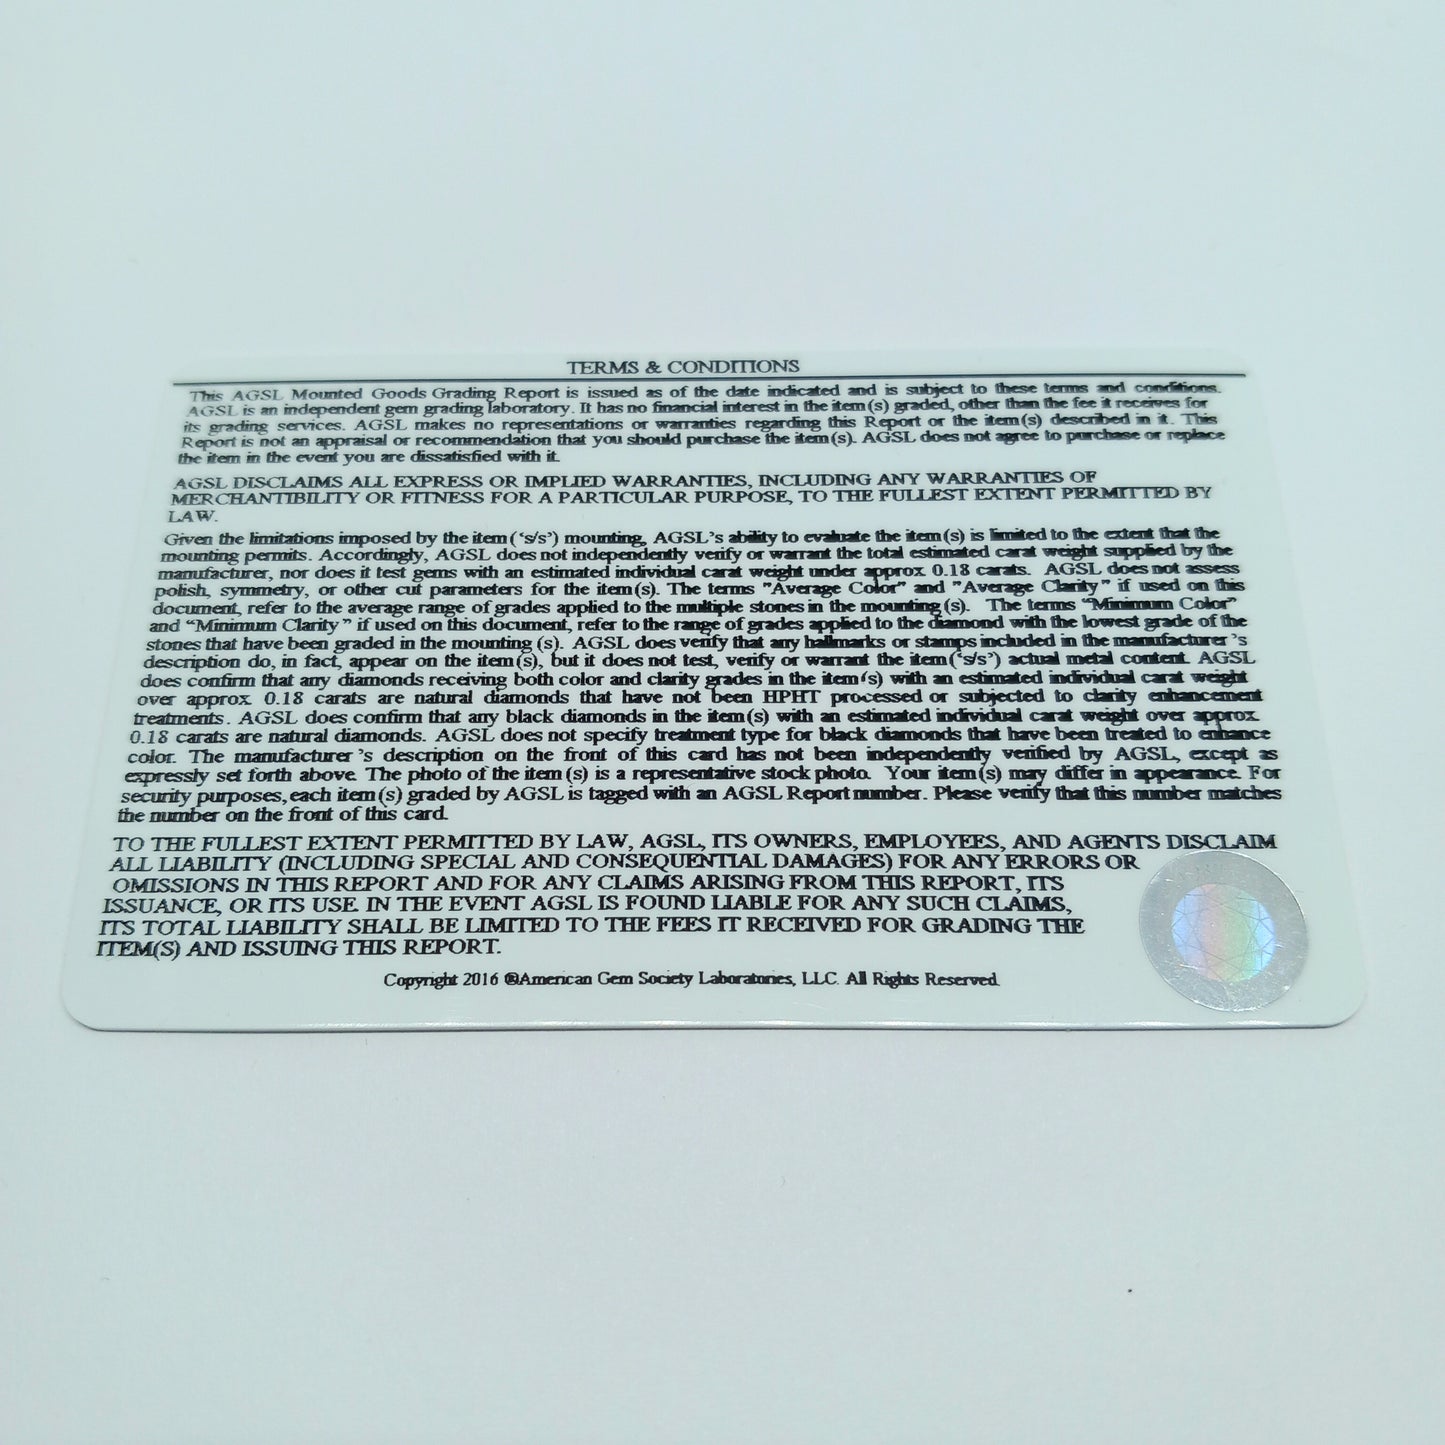 TERMS & CONDITIONS
This AGSL Mounted Goods Grading Report is issued as of the date indicated and is subject to these terms and conditions.
AGSL is an independent gem grading laboratory. It has no financial interest in the item(s) graded, other than the fee it receives for
its grading services. AGSL makes no representations or warranties regarding this Report or the item(s) described in it. This
Report is not an appraisal or recommendation that you should purchase the item(s). AGSL does not agree to purchase or replace
the item in the event you are dissatisfied with it.
AGSL DISCLAIMS ALL EXPRESS OR IMPLIED WARRANTIES, INCLUDING ANY WARRANTIES OF
MERCHANTIBILITY OR FITNESS FOR A PARTICULAR PURPOSE, TO THE FULLEST EXTENT PERMITTED BY
LAW.
Given the limitations imposed by the item ('s/s') mounting, AGSL's ability to evaluate the item(s) is limited to the extent that the
mounting permits. Accordingly, AGSL does not independently verify or warrant the total estimated carat weight supplied by the
manufacturer, nor does it test gems with an estimated individual carat weight under approx. 0.18 carats. AGSL does not assess
polish, symmetry, or other cut parameters for the item(s). The terms "Average Color" and "Average Clarity" if used on this
document, refer to the average range of grades applied to the multiple stones in the mounting(s). The terms "Minimum Color"
and "Minimum Clarity" if used on this document, refer to the range of grades applied to the diamond with the lowest grade of the
stones that have been graded in the mounting (s). AGSL does verify that any hallmarks or stamps included in the manufacturer's
description do, in fact, appear on the item(s), but it does not test, verify or warrant the item('s/s') actual metal content. AGSL
does confirm that any diamonds receiving both color and clarity grades in the item(s) with an estimated individual carat weight
over approx. 0.18 carats are natural diamonds that have not been HPHT processed or subjected to clarity enhancement
treatments. AGSL does confirm that any black diamonds in the item(s) with an estimated individual carat weight over approx.
0.18 carats are natural diamonds. AGSL does not specify treatment type for black diamonds that have been treated to enhance
color. The manufacturer's description on the front of this card has not been independently verified by AGSL, except as
expressly set forth above. The photo of the item (s) is a representative stock photo. Your item(s) may differ in appearance. For
security purposes, each item(s) graded by AGSL is tagged with an AGSL Report number. Please verify that this number matches
the number on the front of this card.
TO THE FULLEST EXTENT PERMITTED BY LAW, AGSL, ITS OWNERS, EMPLOYEES, AND AGENTS DISCLAIM
ALL LIABILITY (INCLUDING SPECIAL AND CONSEQUENTIAL DAMAGES) FOR ANY ERRORS OR
OMISSIONS IN THIS REPORT AND FOR ANY CLAIMS ARISING FROM THIS REPORT, ITS
ISSUANCE, OR ITS USE. IN THE EVENT AGSL IS FOUND LIABLE FOR ANY SUCH CLAIMS,
ITS TOTAL LIABILITY SHALL BE LIMITED TO THE FEES IT RECEIVED FOR GRADING THE
ITEM(S) AND ISSUING THIS REPORT.
Copyright 2016 ®American Gem Society Laboratories, LLC. All Rights Reserved.